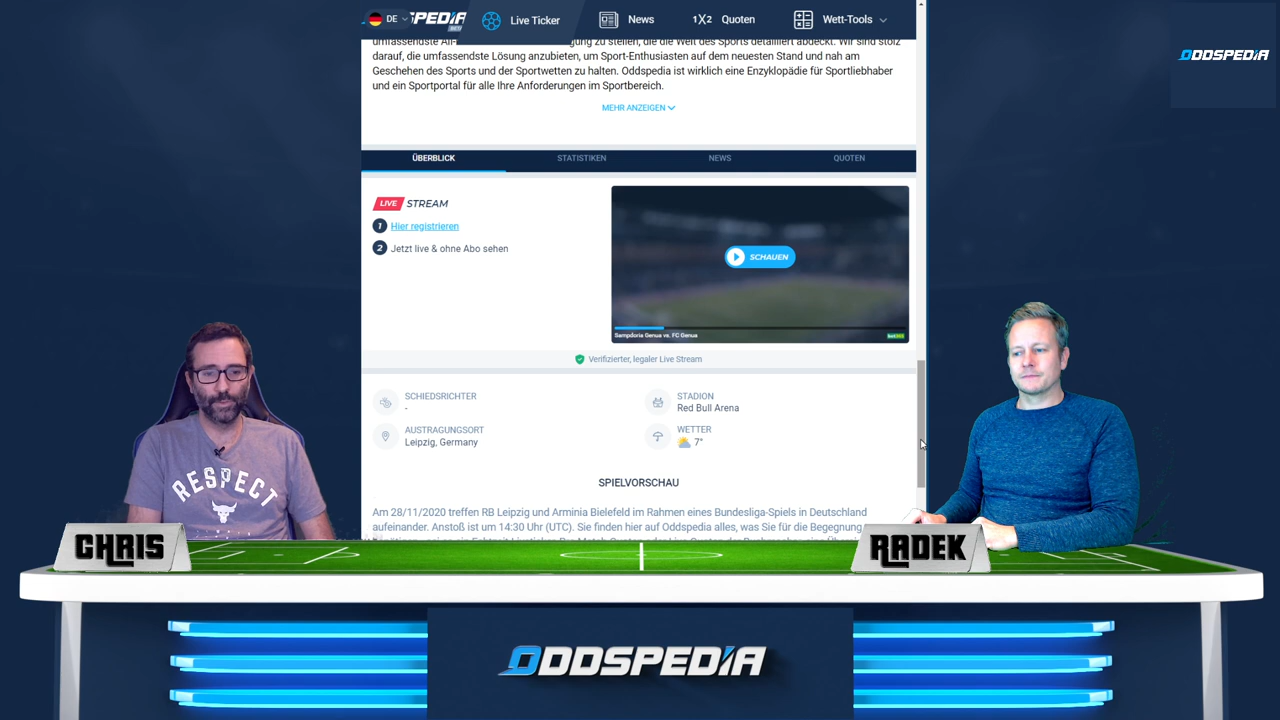 DE
PEDIA
BETA
Live Ticker
News
1X2 Quoten
Wett-Tools
ODDSPEDIA
darauf, die umfassendste Lösung anzubieten, um Sport-Enthusiasten auf dem neuesten Stand und nah am
Geschehen des Sports und der Sportwetten zu halten. Oddspedia ist wirklich eine Enzyklopädie für Sportliebhaber
und ein Sportportal für alle Ihre Anforderungen im Sportbereich.
MEHR ANZEIGEN
ÜBERBLICK
STATISTIKEN
NEWS
QUOTEN
LIVE STREAM
1 Hier registrieren
2 Jetzt live & ohne Abo sehen
SCHAUEN
Sampdoria Genua vs. FC Genua
bet365
Verifizierter, legaler Live Stream
SCHIEDSRICHTER
-
STADION
Red Bull Arena
AUSTRAGUNGSORT
Leipzig, Germany
WETTER
7°
SPIELVORSCHAU
Am 28/11/2020 treffen RB Leipzig und Arminia Bielefeld im Rahmen eines Bundesliga-Spiels in Deutschland
aufeinander. Anstoß ist um 14:30 Uhr (UTC). Sie finden hier auf Oddspedia alles, was Sie für die Begegnung
RESPECT
CHRIS
RADEK
ODDSPEDIA